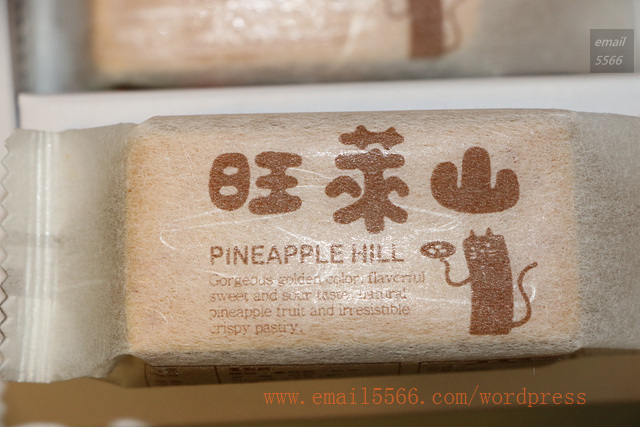 email
5566
旺萊山
PINEAPPLE HILL
Gorgeous golden color, flavorful
sweet and sour taste, natural
pineapple fruit and irresistible
crispy pastry.
www.email5566.com/wordpress